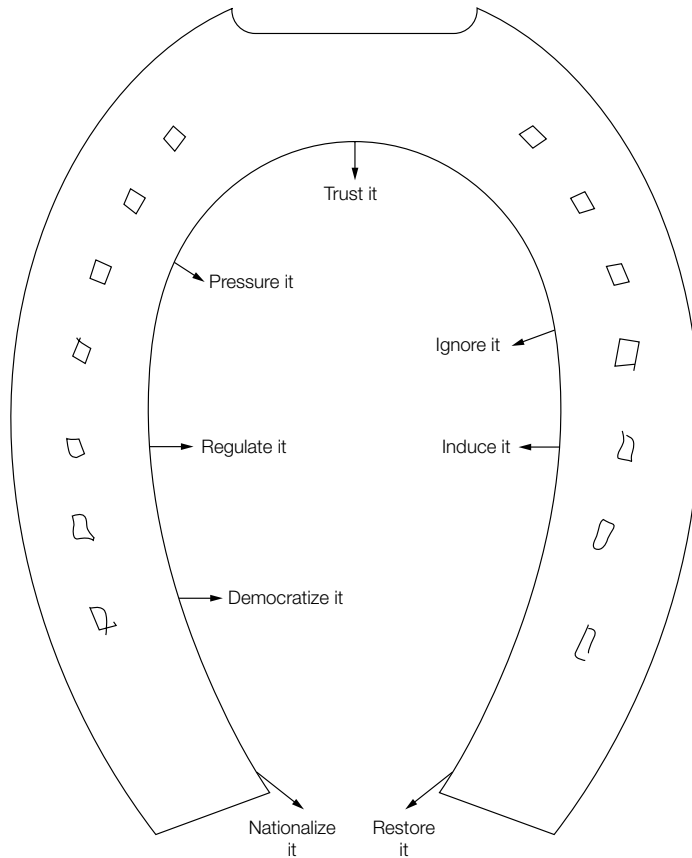 Trust it
Pressure it
Ignore it
Regulate it
Induce it
Democratize it
Nationalize
it
Restore
it